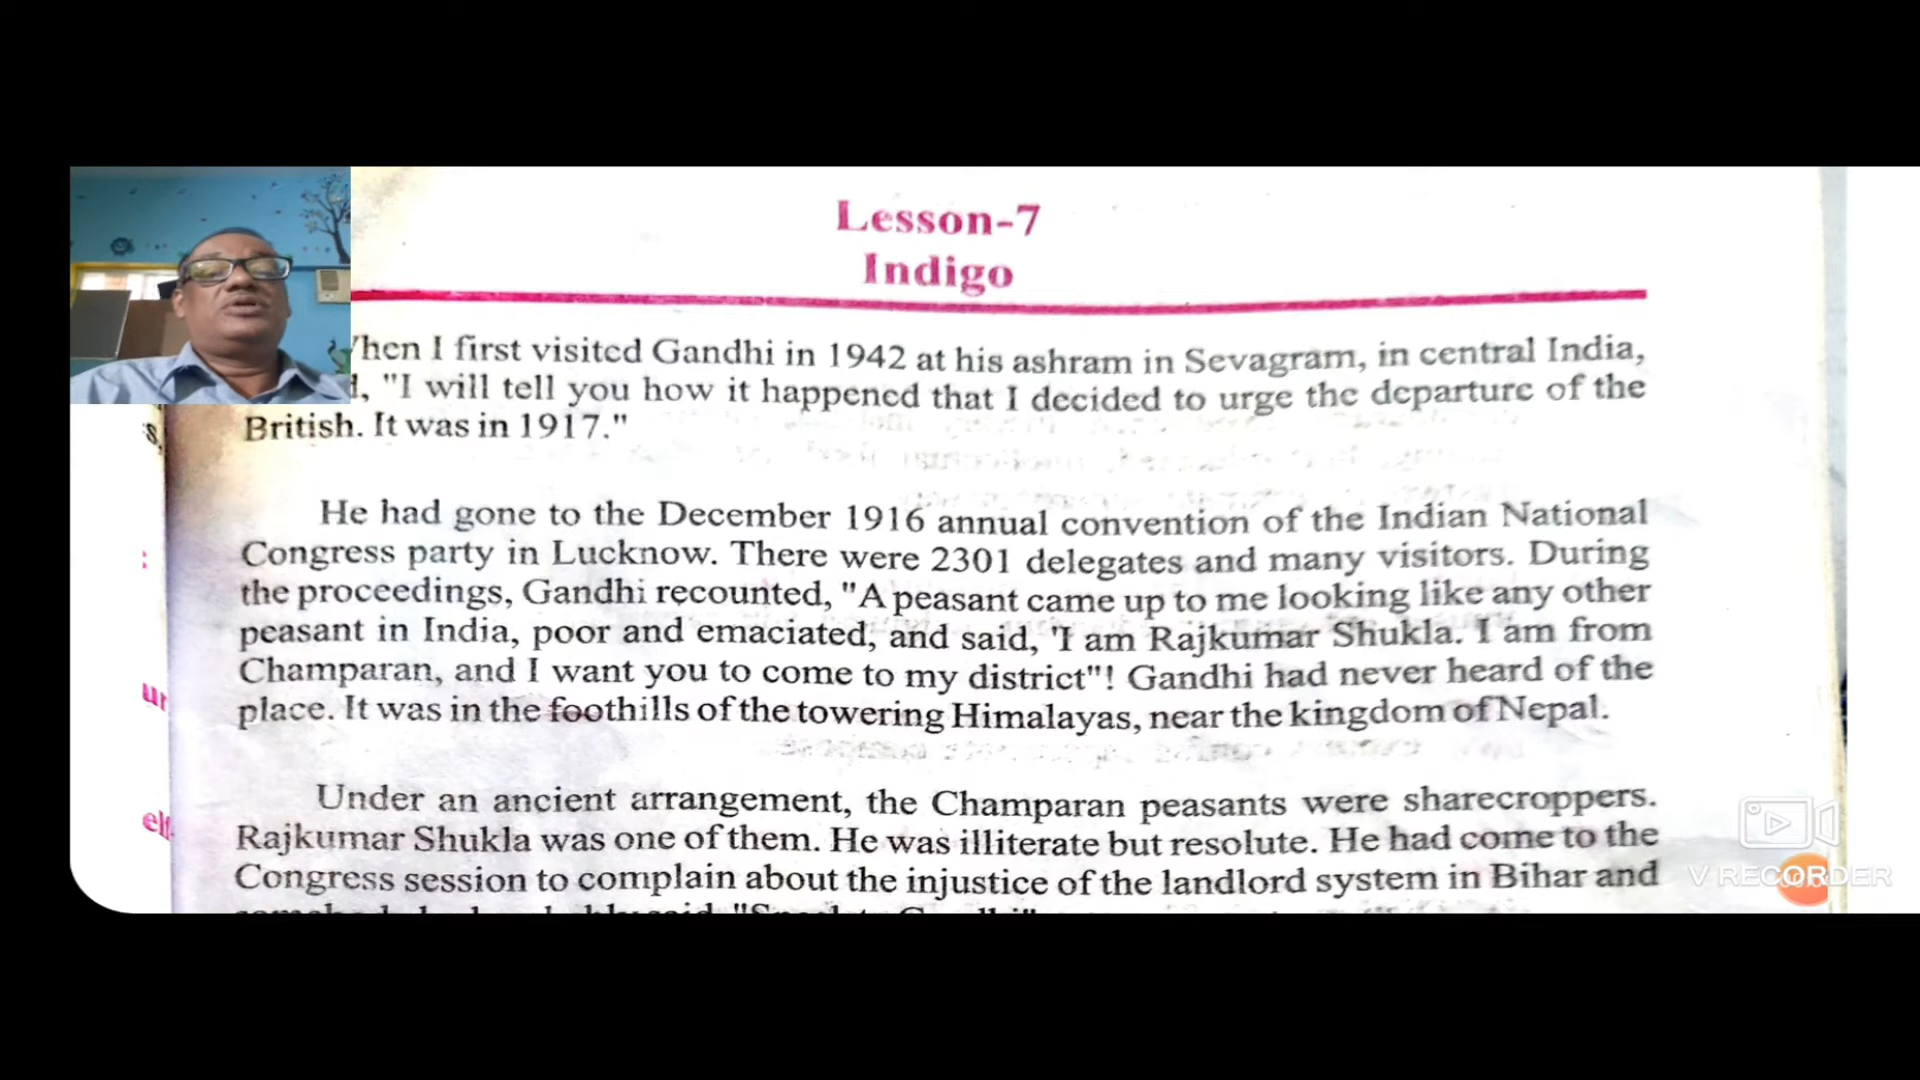 Lesson-7
Indigo
When I first visited Gandhi in 1942 at his ashram in Sevagram, in central India,
"I will tell you how it happened that I decided to urge the departure of the
British. It was in 1917."
He had gone to the December 1916 annual convention of the Indian National
Congress party in Lucknow. There were 2301 delegates and many visitors. During
the proceedings, Gandhi recounted, "A peasant came up to me looking like any other
peasant in India, poor and emaciated, and said, 'I am Rajkumar Shukla. I am from
Champaran, and I want you to come to my district"! Gandhi had never heard of the
place. It was in the foothills of the towering Himalayas, near the kingdom of Nepal.
Under an ancient arrangement, the Champaran peasants were sharecroppers.
Rajkumar Shukla was one of them. He was illiterate but resolute. He had come to the
Congress session to complain about the injustice of the landlord system in Bihar and
V RECORDER